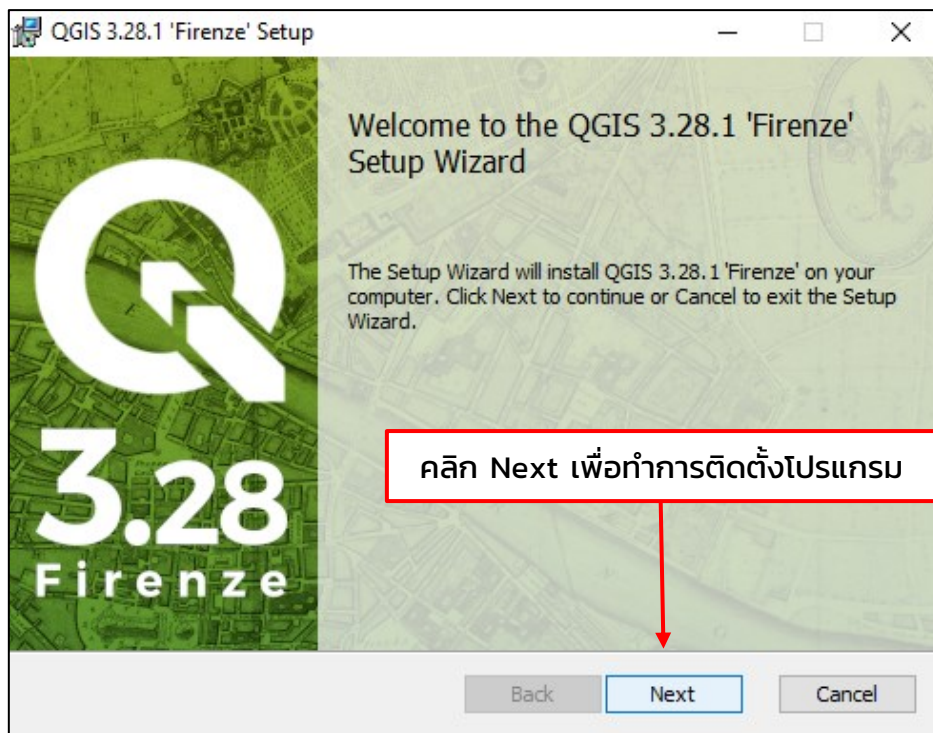 QGIS 3.28.1 'Firenze' Setup
Welcome to the QGIS 3.28.1 'Firenze'
Setup Wizard
The Setup Wizard will install QGIS 3.28.1 'Firenze' on your
computer. Click Next to continue or Cancel to exit the Setup
Wizard.
คลิก Next เพื่อทำการติดตั้งโปรแกรม
3.28
Firenze
Back
Next
Cancel